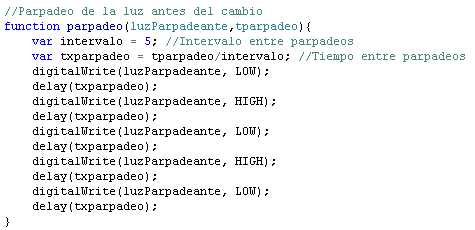 //Parpadeo de la luz antes del cambio
function parpadeo(luzParpadeante,tparpadeo){
    var intervalo = 5; //Intervalo entre parpadeos
    var txparpadeo = tparpadeo/intervalo; //Tiempo entre parpadeos
    digitalWrite(luzParpadeante, LOW);
    delay(txparpadeo);
    digitalWrite(luzParpadeante, HIGH);
    delay(txparpadeo);
    digitalWrite(luzParpadeante, LOW);
    delay(txparpadeo);
    digitalWrite(luzParpadeante, HIGH);
    delay(txparpadeo);
    digitalWrite(luzParpadeante, LOW);
    delay(txparpadeo);
}